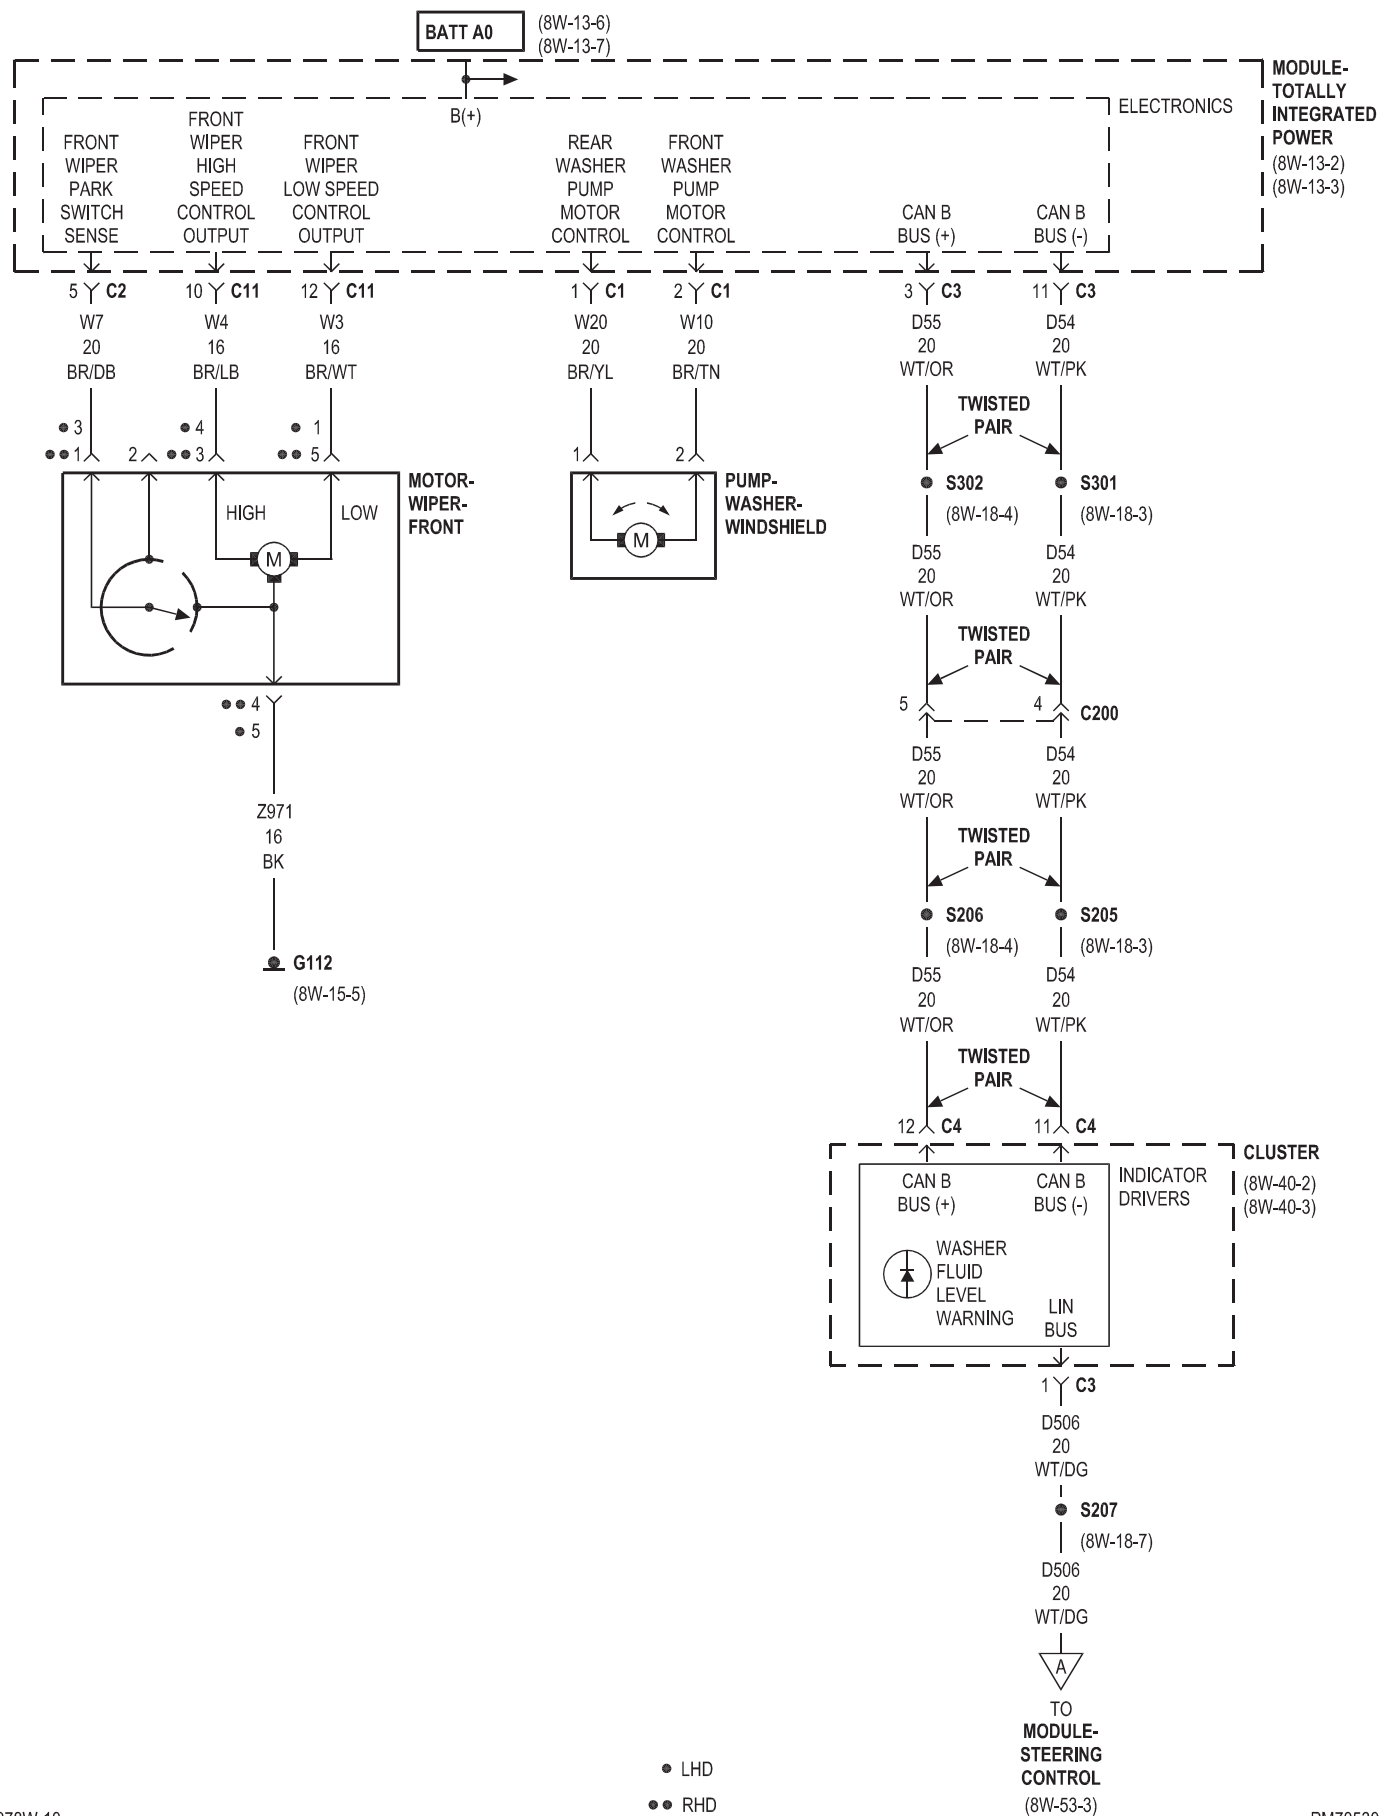 BATT A0
(8W-13-6)
(8W-13-7)
MODULE-
TOTALLY
INTEGRATED
POWER
(8W-13-2)
(8W-13-3)
ELECTRONICS
B(+)
FRONT
WIPER
PARK
SWITCH
SENSE
FRONT
WIPER
HIGH
SPEED
CONTROL
OUTPUT
FRONT
WIPER
LOW SPEED
CONTROL
OUTPUT
REAR
WASHER
PUMP
MOTOR
CONTROL
FRONT
WASHER
PUMP
MOTOR
CONTROL
CAN B
BUS (+)
CAN B
BUS (-)
5 C2
10 C11
12 C11
1 C1
2 C1
3 C3
11 C3
W7
20
BR/DB
W4
16
BR/LB
W3
16
BR/WT
W20
20
BR/YL
W10
20
BR/TN
D55
20
WT/OR
D54
20
WT/PK
TWISTED
PAIR
3
1
2
4
3
1
5
1
2
MOTOR-
WIPER-
FRONT
HIGH
LOW
M
PUMP-
WASHER-
WINDSHIELD
M
S302
(8W-18-4)
S301
(8W-18-3)
D55
20
WT/OR
D54
20
WT/PK
TWISTED
PAIR
4
5
5
4
C200
Z971
16
BK
G112
(8W-15-5)
D55
20
WT/OR
D54
20
WT/PK
TWISTED
PAIR
S206
(8W-18-4)
S205
(8W-18-3)
D55
20
WT/OR
D54
20
WT/PK
TWISTED
PAIR
12 C4
11 C4
CLUSTER
(8W-40-2)
(8W-40-3)
INDICATOR
DRIVERS
CAN B
BUS (+)
CAN B
BUS (-)
WASHER
FLUID
LEVEL
WARNING
LIN
BUS
1 C3
D506
20
WT/DG
S207
(8W-18-7)
D506
20
WT/DG
A
TO
MODULE-
STEERING
CONTROL
(8W-53-3)
LHD
RHD